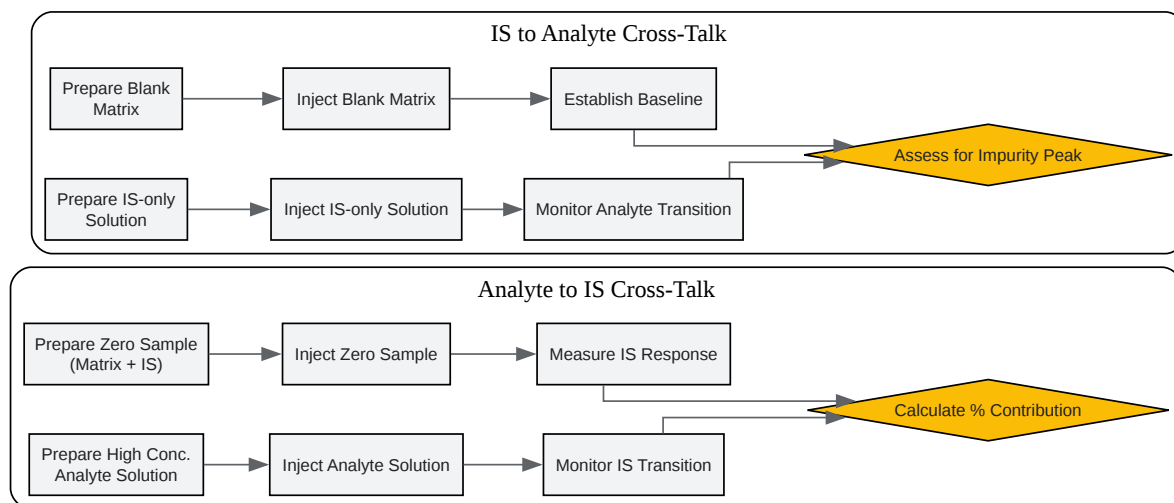 IS to Analyte Cross-Talk
Prepare Blank
Matrix
Inject Blank Matrix
Establish Baseline
Assess for Impurity Peak
Prepare IS-only
Solution
Inject IS-only Solution
Monitor Analyte Transition
Analyte to IS Cross-Talk
Prepare Zero Sample
(Matrix + IS)
Inject Zero Sample
Measure IS Response
Calculate % Contribution
Prepare High Conc.
Analyte Solution
Inject Analyte Solution
Monitor IS Transition